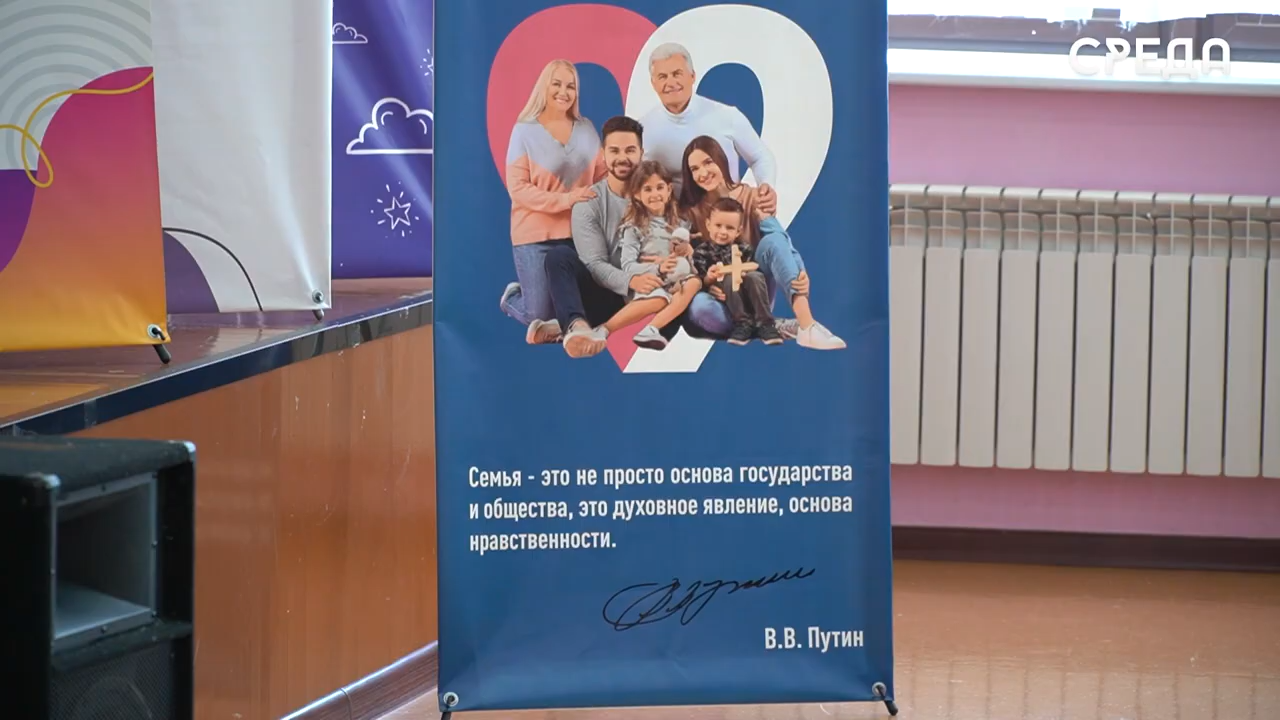 СРЕДА
Семья - это не просто основа государства
и общества, это духовное явление, основа
нравственности.
В.В. Путин